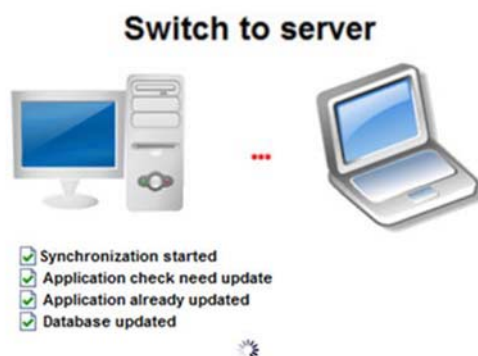 Switch to server
...
Synchronization started
Application check need update
Application already updated
Database updated